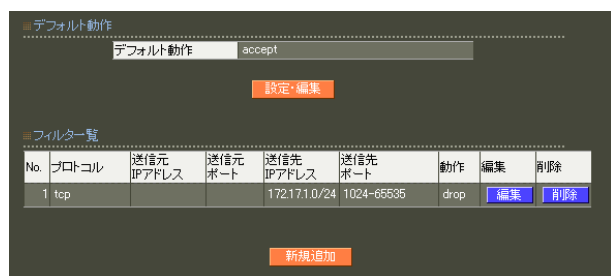 デフォルト動作
デフォルト動作 accept
設定・編集
フィルター覧
No. プロトコル 送信元IPアドレス 送信元ポート 送信先IPアドレス 送信先ポート 動作 編集 削除
1 tcp 172.17.1.0/24 1024-65535 drop 編集 削除
新規追加